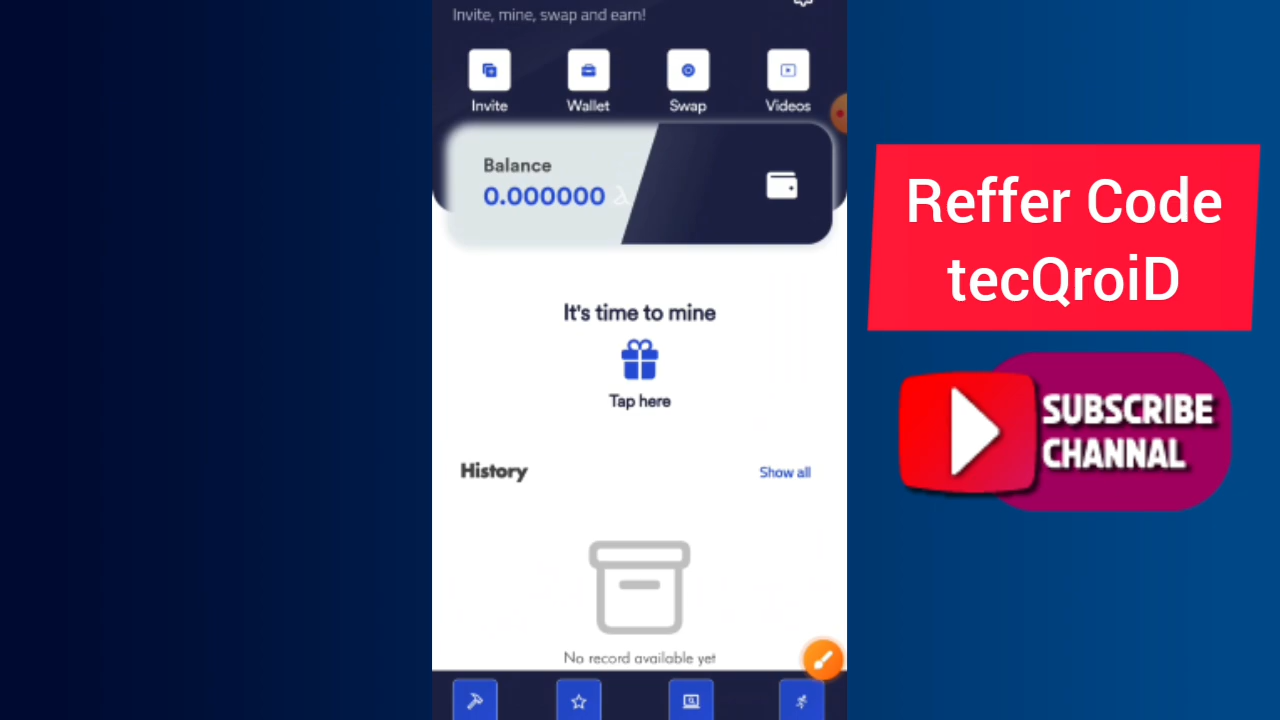 Invite, mine, swap and earn!
Invite Wallet Swap Videos
Balance
0.000000 λ
It's time to mine
Tap here
History Show all
No record available yet
Reffer Code
tecQroiD
SUBSCRIBE
CHANNAL